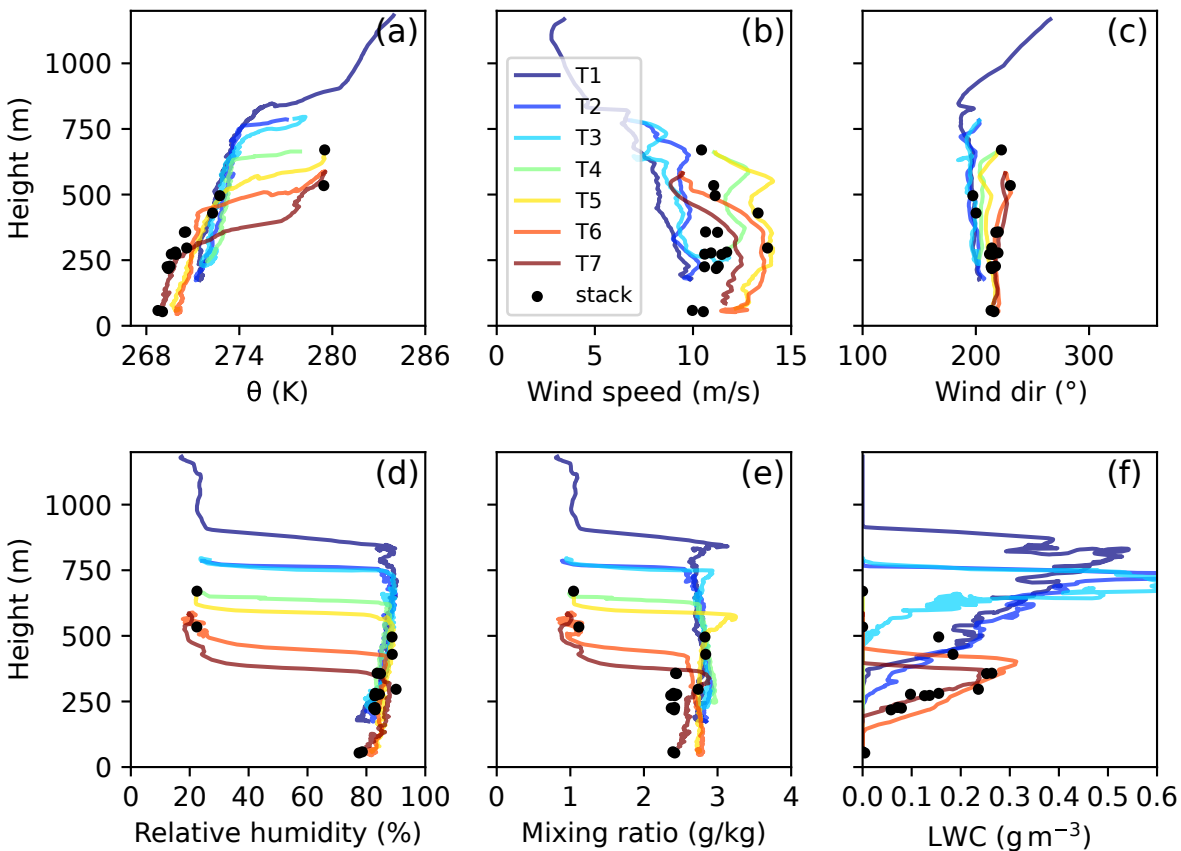 (a)
(b)
(c)
1000
750
500
250
0
Height (m)
268
274
280
286
θ (K)
T1
T2
T3
T4
T5
T6
T7
stack
0
5
10
15
Wind speed (m/s)
100
200
300
Wind dir (°)
(d)
(e)
(f)
1000
750
500
250
0
Height (m)
0
20
40
60
80
100
Relative humidity (%)
0
1
2
3
4
Mixing ratio (g/kg)
0.0
0.1
0.2
0.3
0.4
0.5
0.6
LWC (g m⁻³)